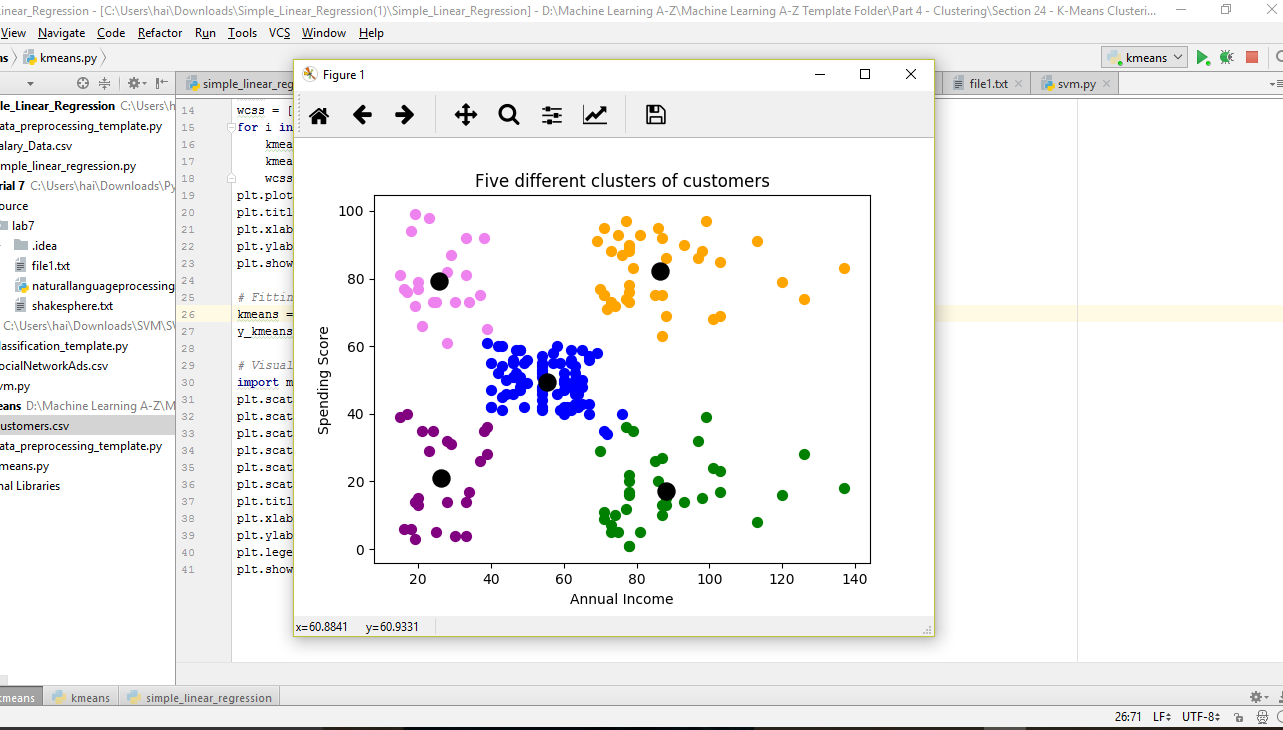 inear_Regression - [C:\Users\hai\Downloads\Simple_Linear_Regression(1)\Simple_Linear_Regression] - D:\Machine Learning A-Z\Machine Learning A-Z Template Folder\Part 4 - Clustering\Section 24 - K-Means Clusteri...
View Navigate Code Refactor Run Tools VCS Window Help
ns kmeans.py kmeans
simple_linear_reg file1.txt svm.py
Figure 1
le_Linear_Regression C:\Users\h
ata_preprocessing_template.py
alary_Data.csv
imple_linear_regression.py
rial 7 C:\Users\hai\Downloads\Py
ource
lab7
.idea
file1.txt
naturallanguageprocessing
shakesphere.txt
C:\Users\hai\Downloads\SVM\S
lassification_template.py
ocialNetworkAds.csv
vm.py
eans D:\Machine Learning A-Z\M
ustomers.csv
ata_preprocessing_template.py
means.py
nal Libraries
14 wcss = [
15 for i in
16 kmea
17 kmea
18 wcss
19 plt.plot
20 plt.titl
21 plt.xlab
22 plt.ylab
23 plt.show
24
25 # Fittin
26 kmeans =
27 y_kmeans
28
29 # Visual
30 import m
31 plt.scat
32 plt.scat
33 plt.scat
34 plt.scat
35 plt.scat
36 plt.scat
37 plt.titl
38 plt.xlab
39 plt.ylab
40 plt.lege
41 plt.show
Five different clusters of customers
100
80
60
40
20
0
Spending Score
20 40 60 80 100 120 140
Annual Income
x=60.8841 y=60.9331
kmeans kmeans simple_linear_regression
26:71 LF UTF-8